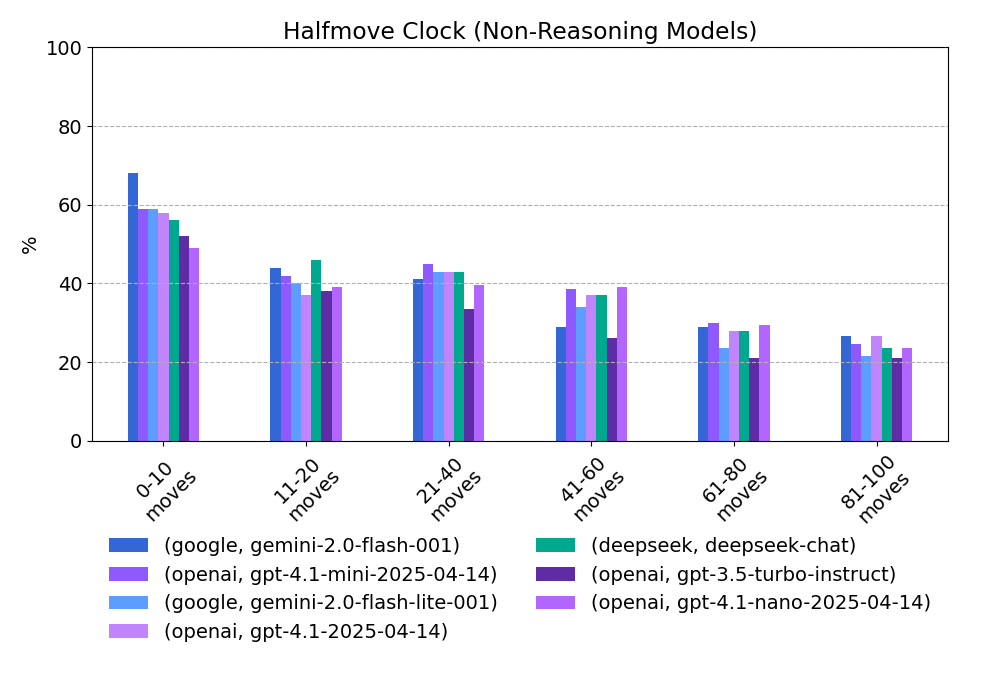 Halfmove Clock (Non-Reasoning Models)
%
100
80
60
40
20
0
0-10
moves
11-20
moves
21-40
moves
41-60
moves
61-80
moves
81-100
moves
(google, gemini-2.0-flash-001)
(openai, gpt-4.1-mini-2025-04-14)
(google, gemini-2.0-flash-lite-001)
(openai, gpt-4.1-2025-04-14)
(deepseek, deepseek-chat)
(openai, gpt-3.5-turbo-instruct)
(openai, gpt-4.1-nano-2025-04-14)